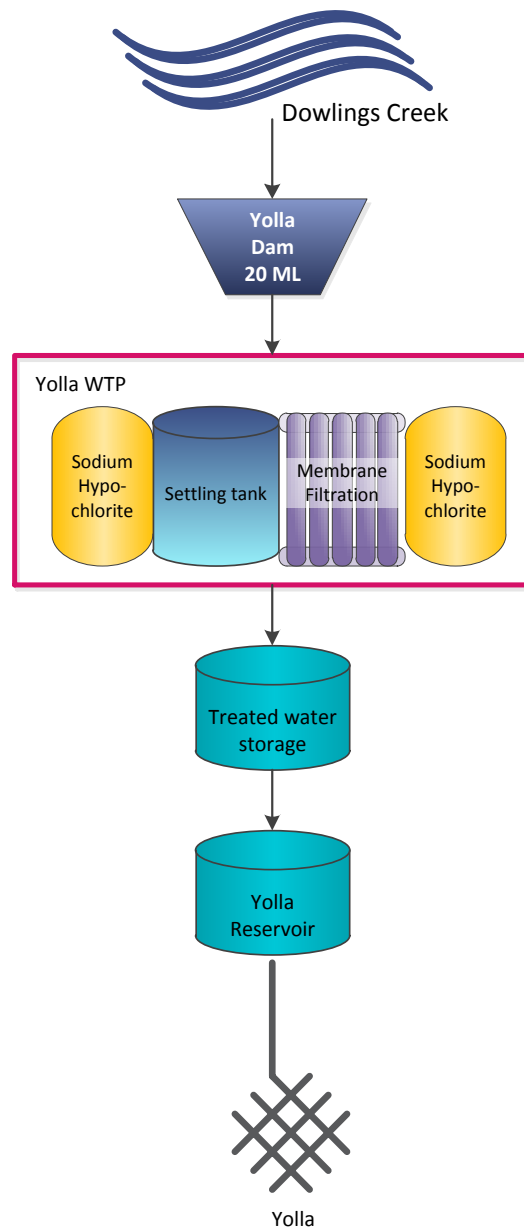 Dowlings Creek
Yolla
Dam
20 ML
Yolla WTP
Sodium
Hypo-
chlorite
Settling tank
Membrane
Filtration
Sodium
Hypo-
chlorite
Treated water
storage
Yolla
Reservoir
Yolla